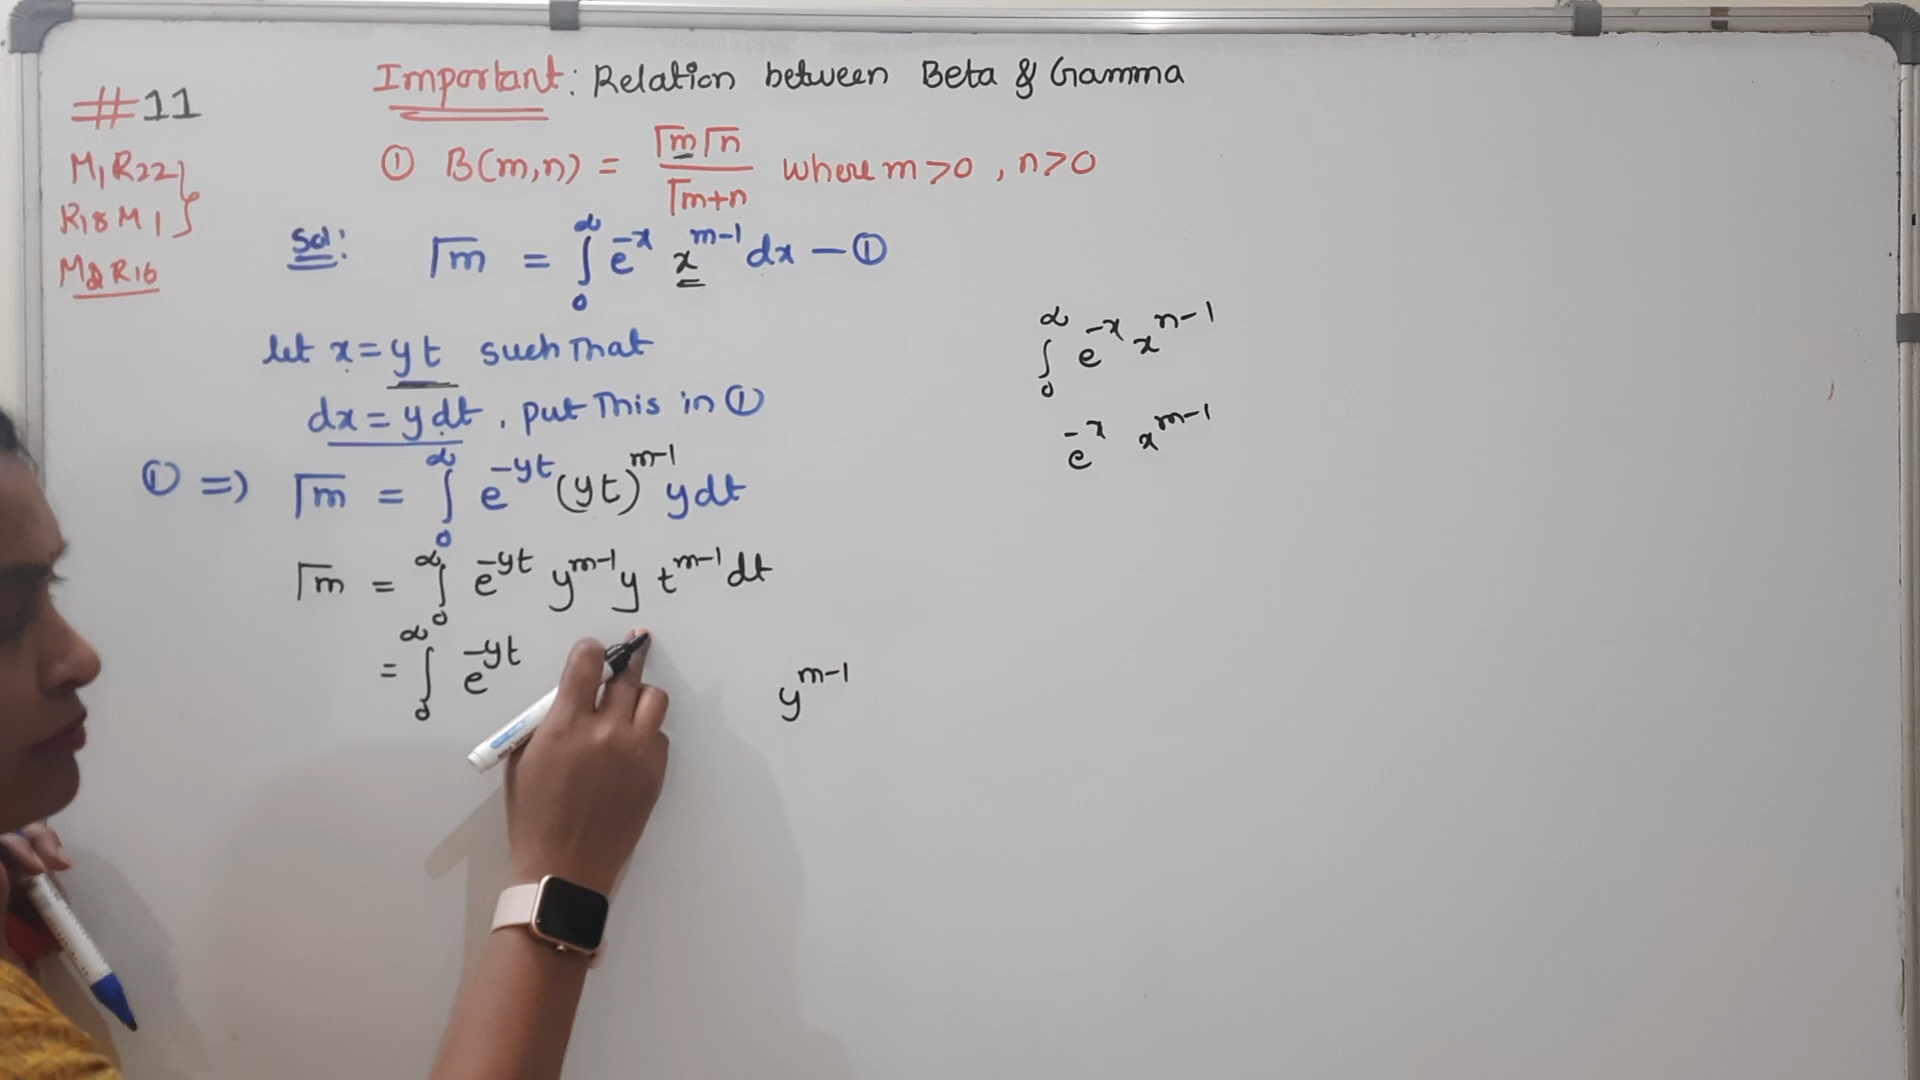 Important: Relation between Beta & Gamma
#11
① B(m,n) = Γm Γn / Γm+n where m>0, n>0
M1R22}
R18M1}
M2R16
Sol: Γm = ∫₀^∞ e^-x x^m-1 dx — ①
let x = yt such that
dx = y dt, put This in ①
① => Γm = ∫₀^∞ e^-yt (yt)^m-1 y dt
Γm = ∫₀^∞ e^-yt y^m-1 y t^m-1 dt
= ∫₀^∞ e^-yt
y^m-1
∫₀^∞ e^-x x^n-1
e^-x x^m-1